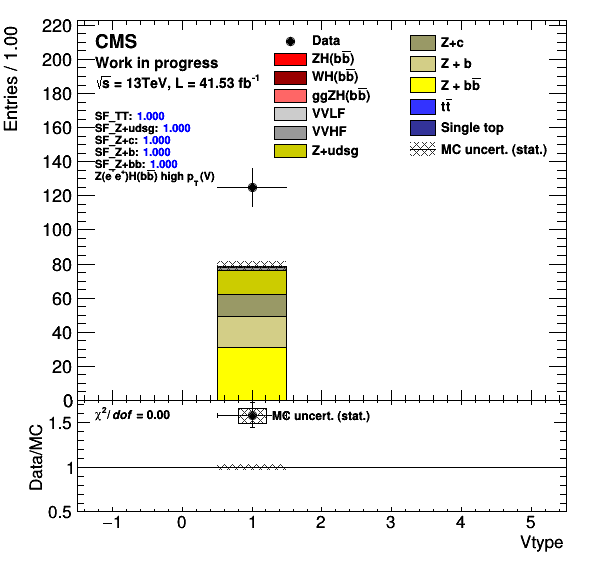 CMS
Work in progress
√s = 13TeV, L = 41.53 fb⁻¹
SF_TT: 1.000
SF_Z+udsg: 1.000
SF_Z+c: 1.000
SF_Z+b: 1.000
SF_Z+bb: 1.000
Z(e⁻e⁺)H(bb̅) high p_T(V)
Data
ZH(bb̅)
WH(bb̅)
ggZH(bb̅)
VVLF
VVHF
Z+udsg
Z+c
Z + b
Z + bb̅
tt̅
Single top
MC uncert. (stat.)
Entries / 1.00
220
200
180
160
140
120
100
80
60
40
20
0
χ²/dof = 0.00
MC uncert. (stat.)
Data/MC
1.5
1
0.5
−1 0 1 2 3 4 5
Vtype